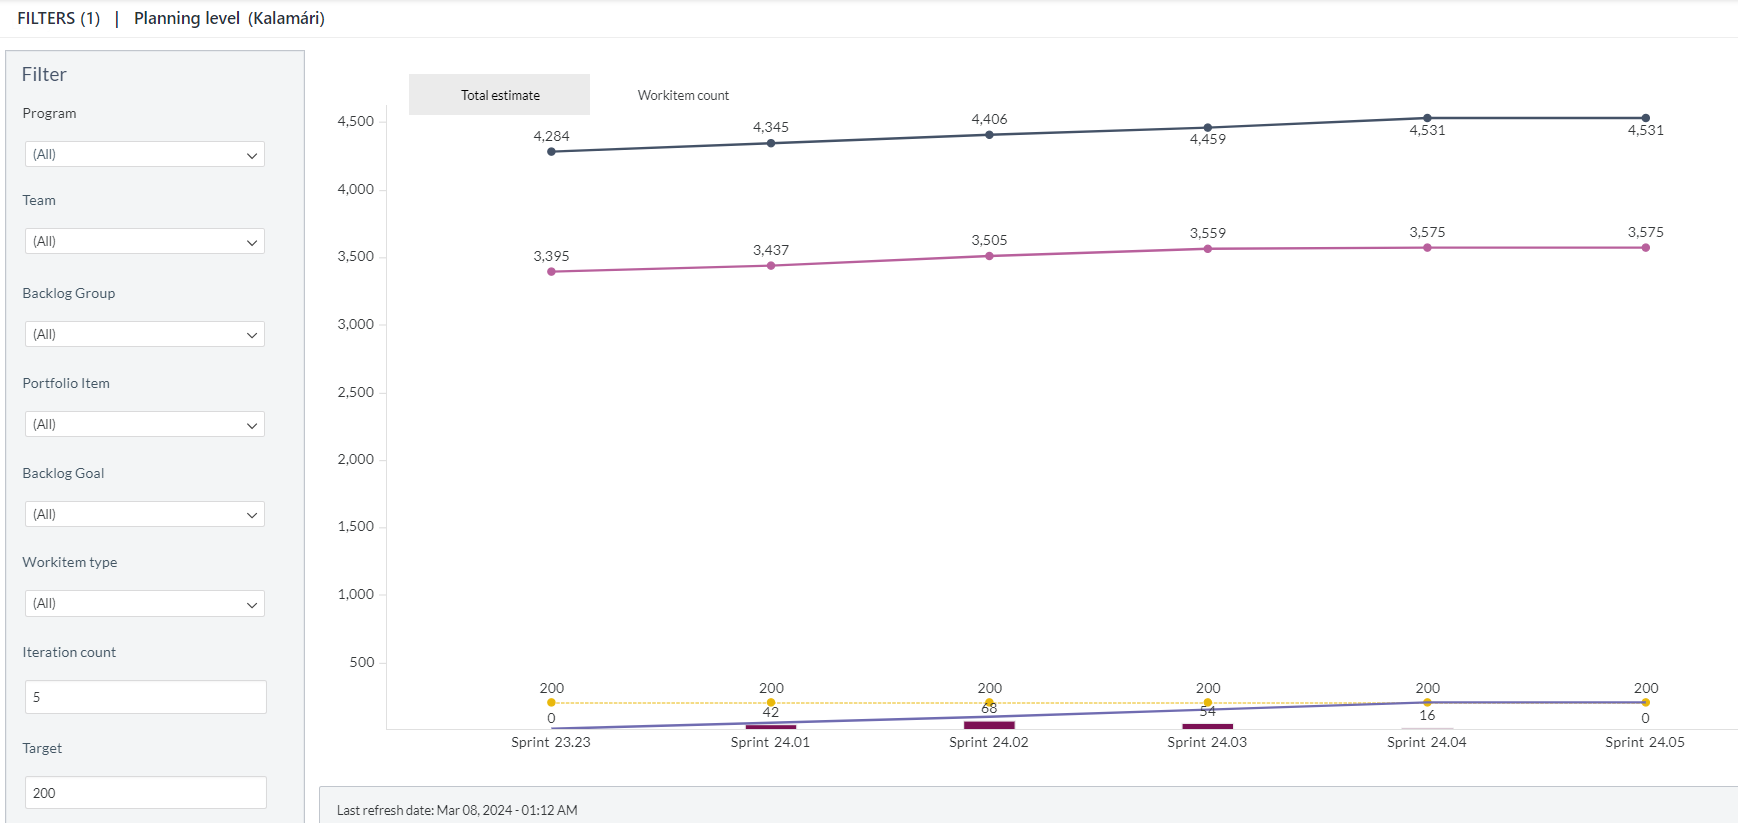 FILTERS (1) | Planning level (Kalamári)
Filter
Program
(All)
Team
(All)
Backlog Group
(All)
Portfolio Item
(All)
Backlog Goal
(All)
Workitem type
(All)
Iteration count
5
Target
200
Total estimate Workitem count
4,500
4,000
3,500
3,000
2,500
2,000
1,500
1,000
500
4,284 4,345 4,406 4,459 4,531 4,531
3,395 3,437 3,505 3,559 3,575 3,575
200 200 200 200 200 200
0 42 68 54 16 0
Sprint 23.23 Sprint 24.01 Sprint 24.02 Sprint 24.03 Sprint 24.04 Sprint 24.05
Last refresh date: Mar 08, 2024 - 01:12 AM